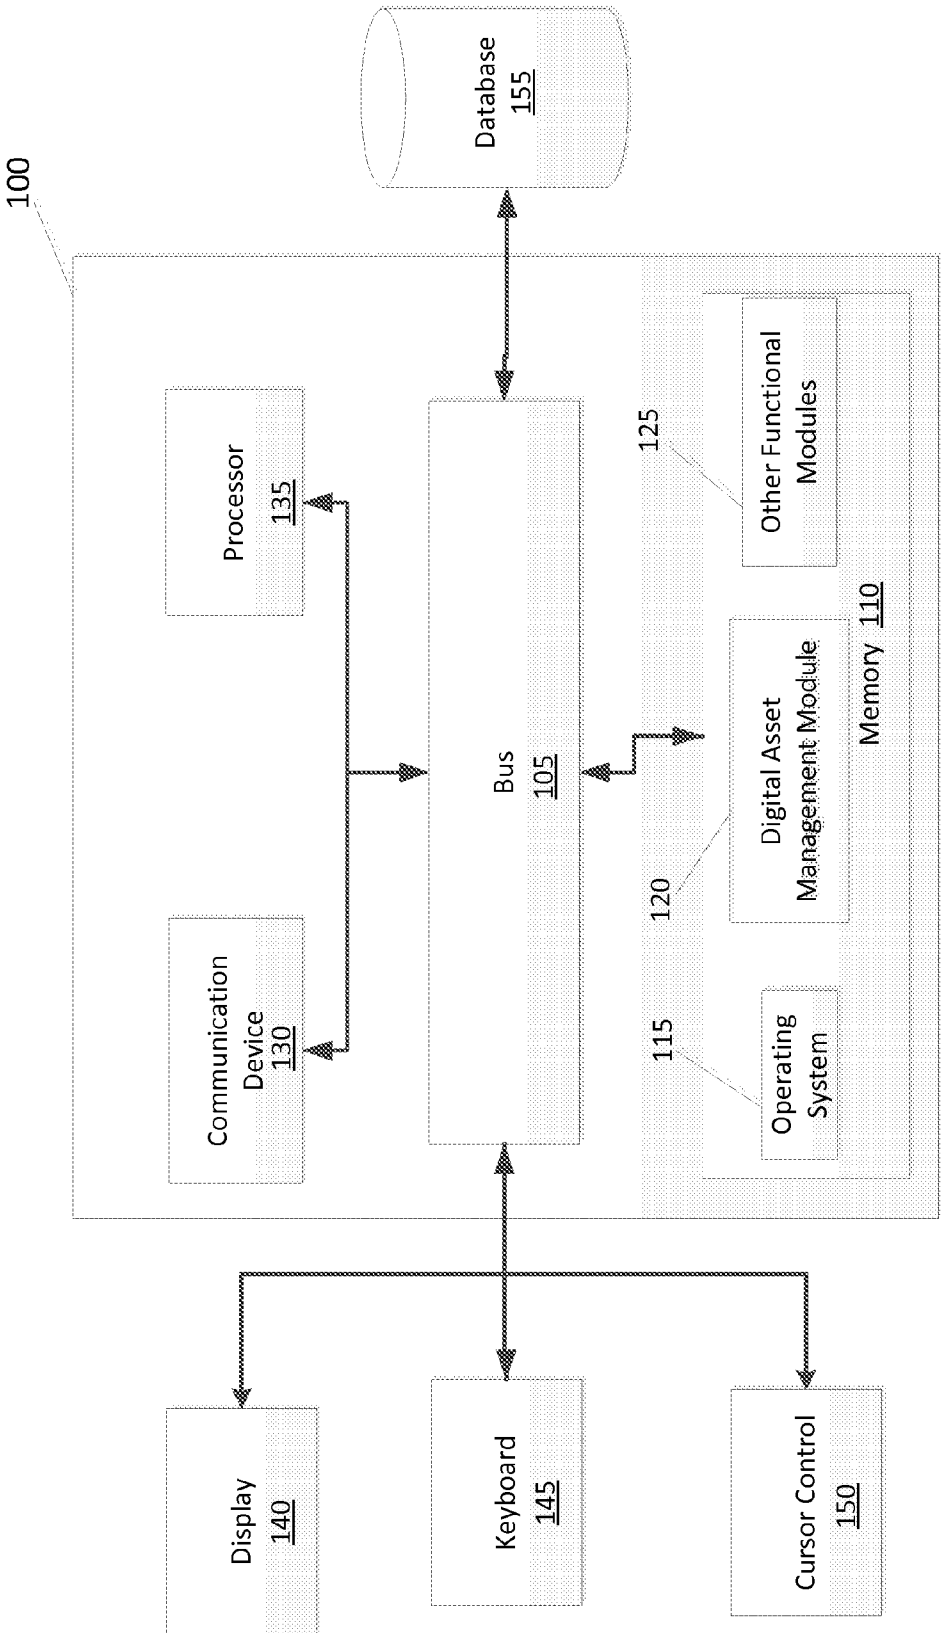 100
Display
140
Communication
Device
130
Processor
135
Keyboard
145
Bus
105
Database
155
Cursor Control
150
115
120
125
Operating
System
Digital Asset
Management Module
Other Functional
Modules
Memory 110